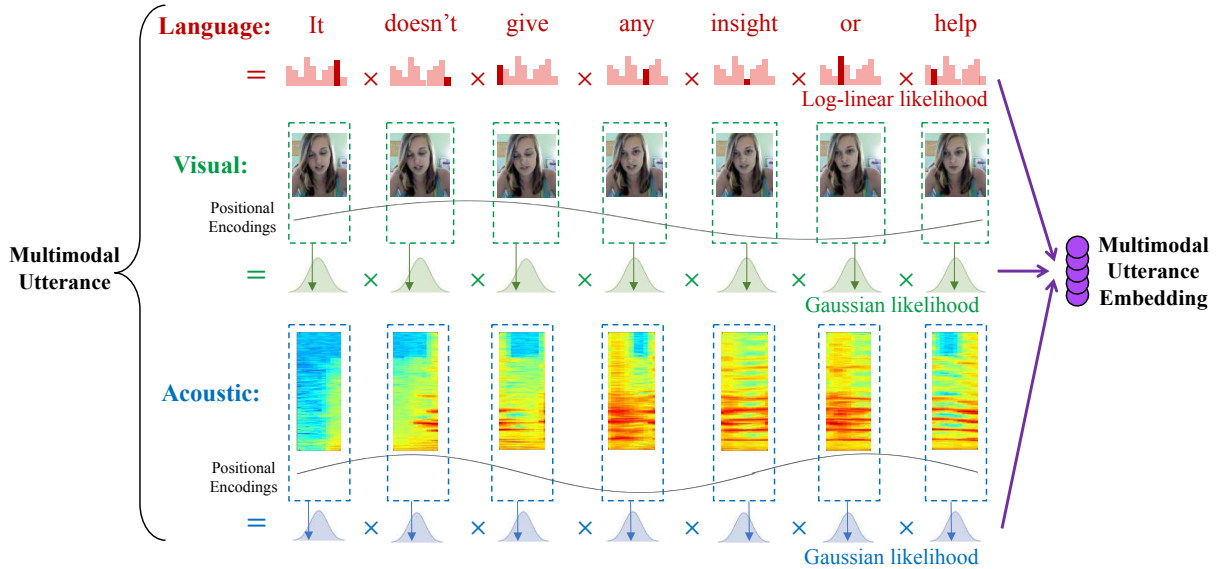 Language: It doesn't give any insight or help
= × × × × × ×
Log-linear likelihood
Visual:
Positional
Encodings
= × × × × × ×
Gaussian likelihood
Multimodal
Utterance
Multimodal
Utterance
Embedding
Acoustic:
Positional
Encodings
= × × × × × ×
Gaussian likelihood